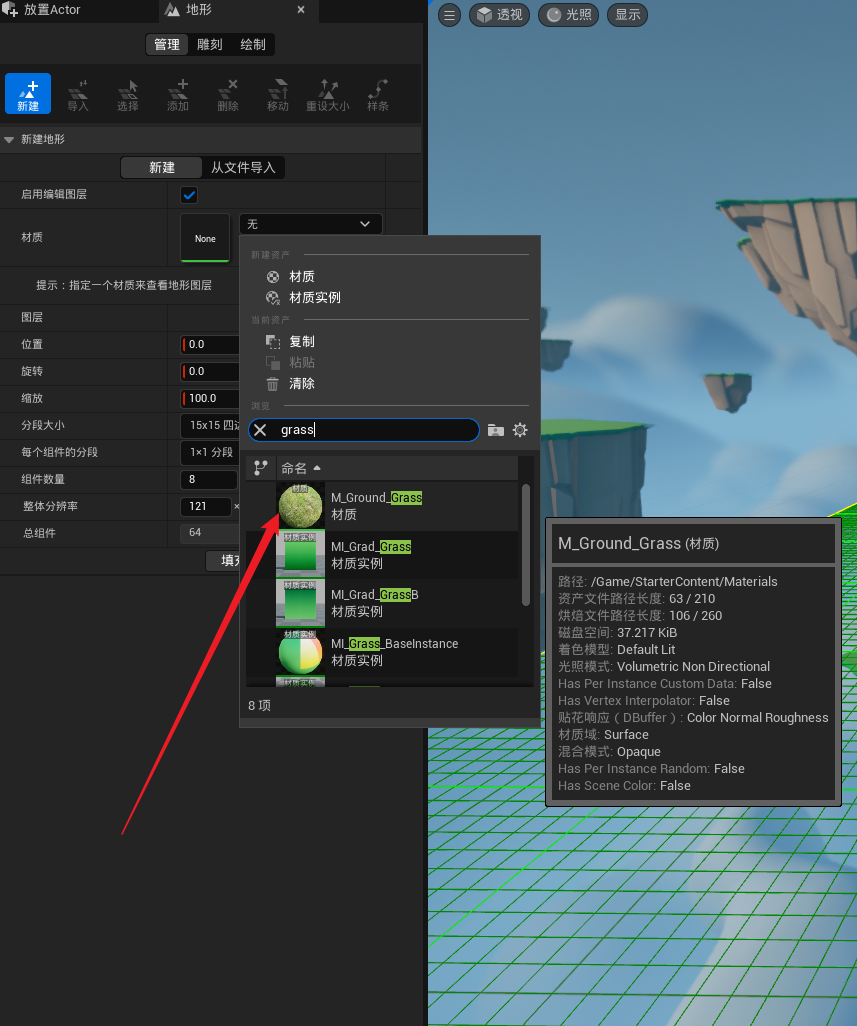 放置Actor
地形
透视
光照
显示
管理
雕刻
绘制
新建
导入
选择
添加
删除
移动
重设大小
样条
新建地形
新建
从文件导入
启用编辑图层
材质
None
无
提示：指定一个材质来查看地形图层
图层
位置
0.0
旋转
0.0
缩放
100.0
分段大小
15x15 四
每个组件的分段
1×1 分段
组件数量
8
整体分辨率
121
×
总组件
64
新建资产
材质
材质实例
当前资产
复制
粘贴
清除
浏览
grass
命名
材质
M_Ground_Grass
材质
材质实例
MI_Grad_Grass
材质实例
材质实例
MI_Grad_GrassB
材质实例
材质实例
MI_Grass_BaseInstance
材质实例
材质实例
8 项
M_Ground_Grass (材质)
路径: /Game/StarterContent/Materials
资产文件路径长度: 63 / 210
烘焙文件路径长度: 106 / 260
磁盘空间: 37.217 KiB
着色模型: Default Lit
光照模式: Volumetric Non Directional
Has Per Instance Custom Data: False
Has Vertex Interpolator: False
贴花响应（DBuffer）: Color Normal Roughness
材质域: Surface
混合模式: Opaque
Has Per Instance Random: False
Has Scene Color: False